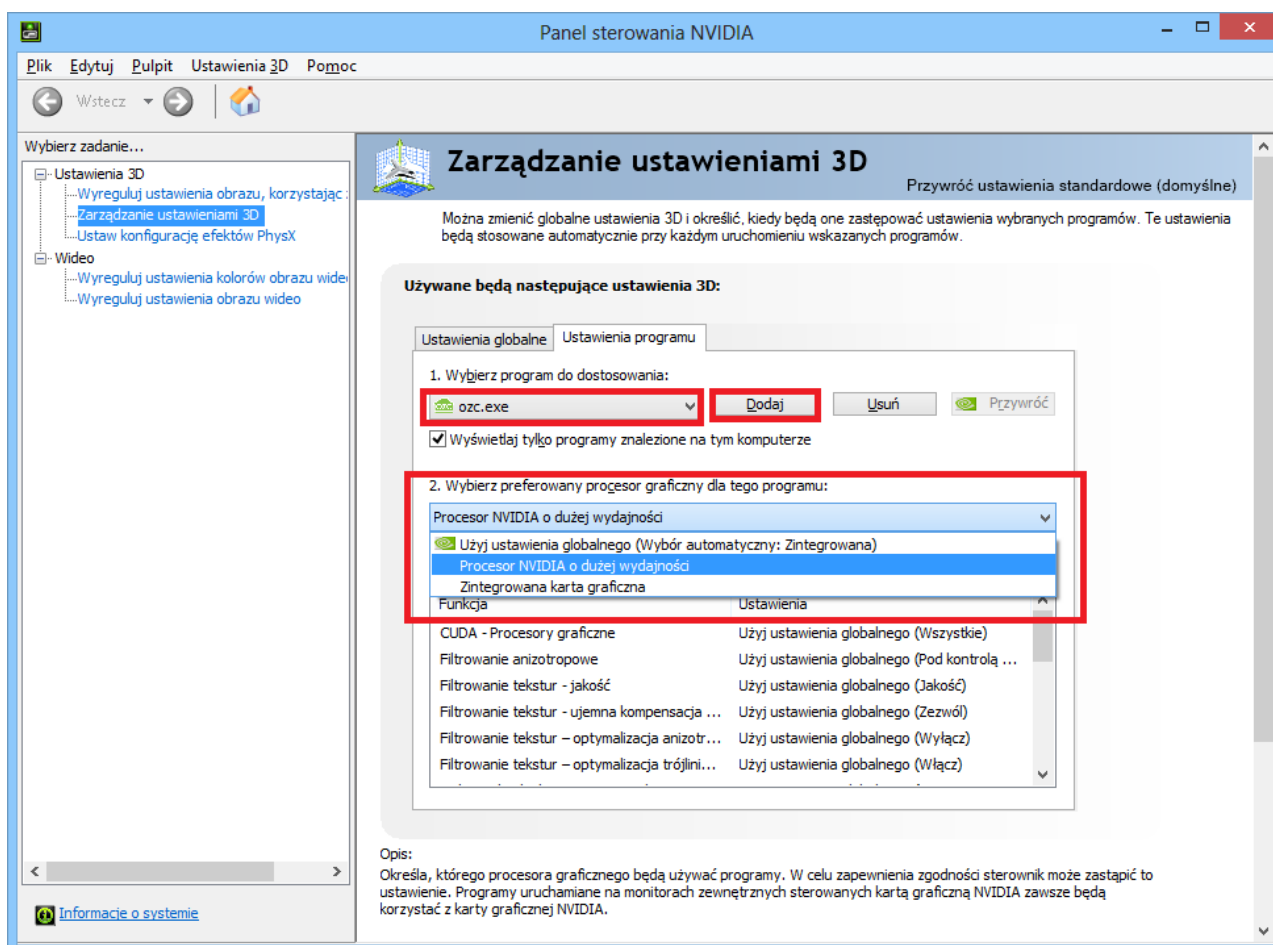 Panel sterowania NVIDIA
Plik Edytuj Pulpit Ustawienia 3D Pomoc
Wstecz
Wybierz zadanie...
Ustawienia 3D
Wyreguluj ustawienia obrazu, korzystając
Zarządzanie ustawieniami 3D
Ustaw konfigurację efektów PhysX
Wideo
Wyreguluj ustawienia kolorów obrazu wide
Wyreguluj ustawienia obrazu wideo
Informacje o systemie
Zarządzanie ustawieniami 3D
Przywróć ustawienia standardowe (domyślne)
Można zmienić globalne ustawienia 3D i określić, kiedy będą one zastępować ustawienia wybranych programów. Te ustawienia
będą stosowane automatycznie przy każdym uruchomieniu wskazanych programów.
Używane będą następujące ustawienia 3D:
Ustawienia globalne Ustawienia programu
1. Wybierz program do dostosowania:
ozc.exe Dodaj Usuń Przywróć
Wyświetlaj tylko programy znalezione na tym komputerze
2. Wybierz preferowany procesor graficzny dla tego programu:
Procesor NVIDIA o dużej wydajności
Użyj ustawienia globalnego (Wybór automatyczny: Zintegrowana)
Procesor NVIDIA o dużej wydajności
Zintegrowana karta graficzna
Funkcja Ustawienia
CUDA - Procesory graficzne Użyj ustawienia globalnego (Wszystkie)
Filtrowanie anizotropowe Użyj ustawienia globalnego (Pod kontrolą ...
Filtrowanie tekstur - jakość Użyj ustawienia globalnego (Jakość)
Filtrowanie tekstur - ujemna kompensacja ... Użyj ustawienia globalnego (Zezwól)
Filtrowanie tekstur – optymalizacja anizotr... Użyj ustawienia globalnego (Wyłącz)
Filtrowanie tekstur – optymalizacja trójlini... Użyj ustawienia globalnego (Włącz)
Opis:
Określa, którego procesora graficznego będą używać programy. W celu zapewnienia zgodności sterownik może zastąpić to
ustawienie. Programy uruchamiane na monitorach zewnętrznych sterowanych kartą graficzną NVIDIA zawsze będą
korzystać z karty graficznej NVIDIA.